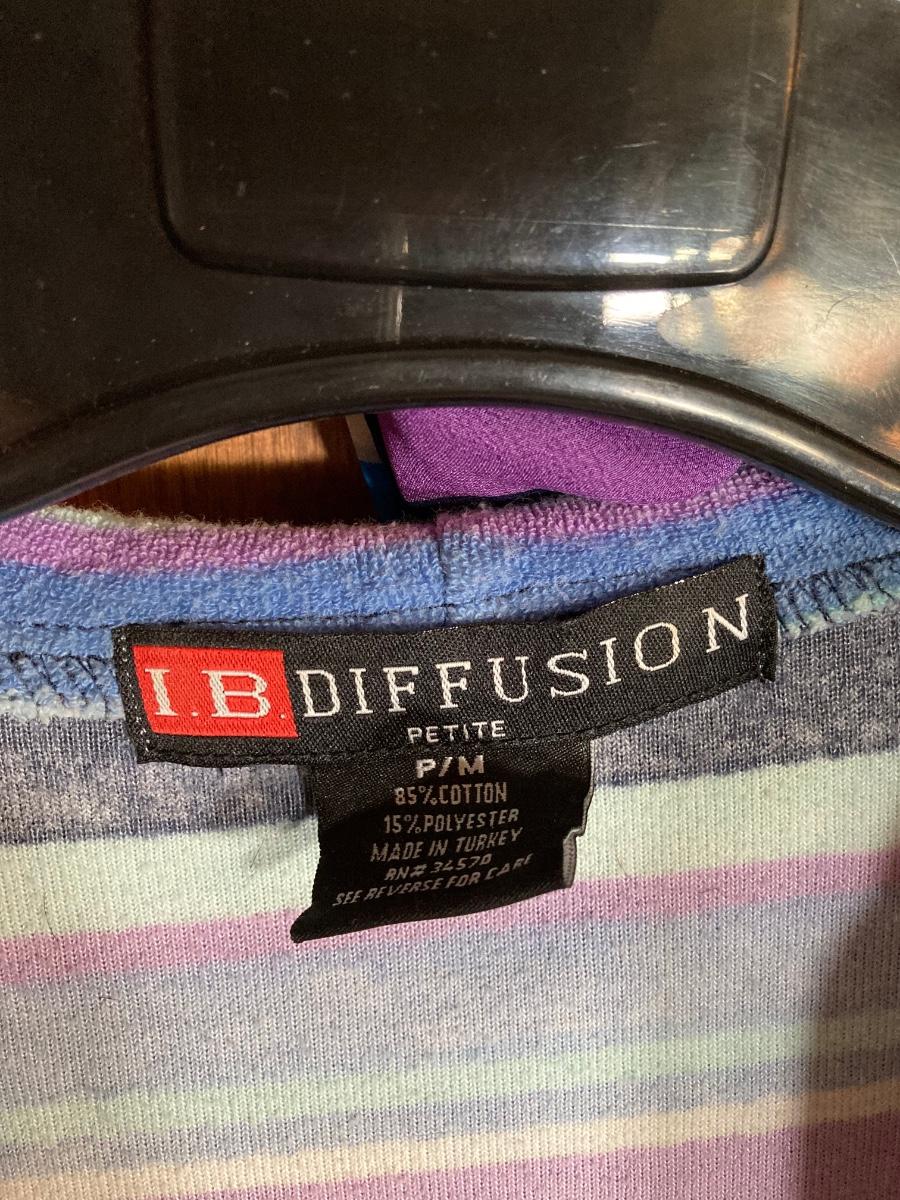 I.B. DIFFUSION
PETITE
P/M
85% COTTON
15% POLYESTER
MADE IN TURKEY
RN# 34570
SEE REVERSE FOR CARE